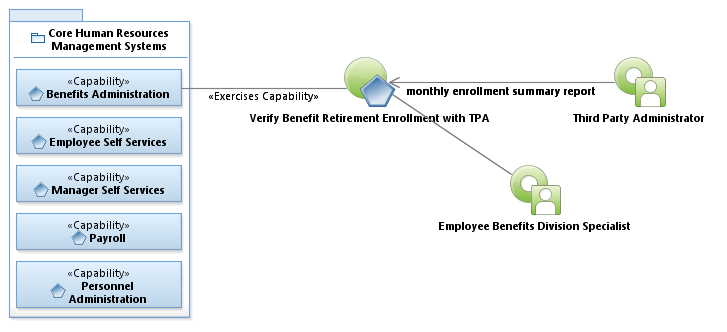 Core Human Resources
Management Systems
«Capability»
Benefits Administration
«Capability»
Employee Self Services
«Capability»
Manager Self Services
«Capability»
Payroll
«Capability»
Personnel
Administration
«Exercises Capability»
Verify Benefit Retirement Enrollment with TPA
monthly enrollment summary report
Third Party Administrator
Employee Benefits Division Specialist